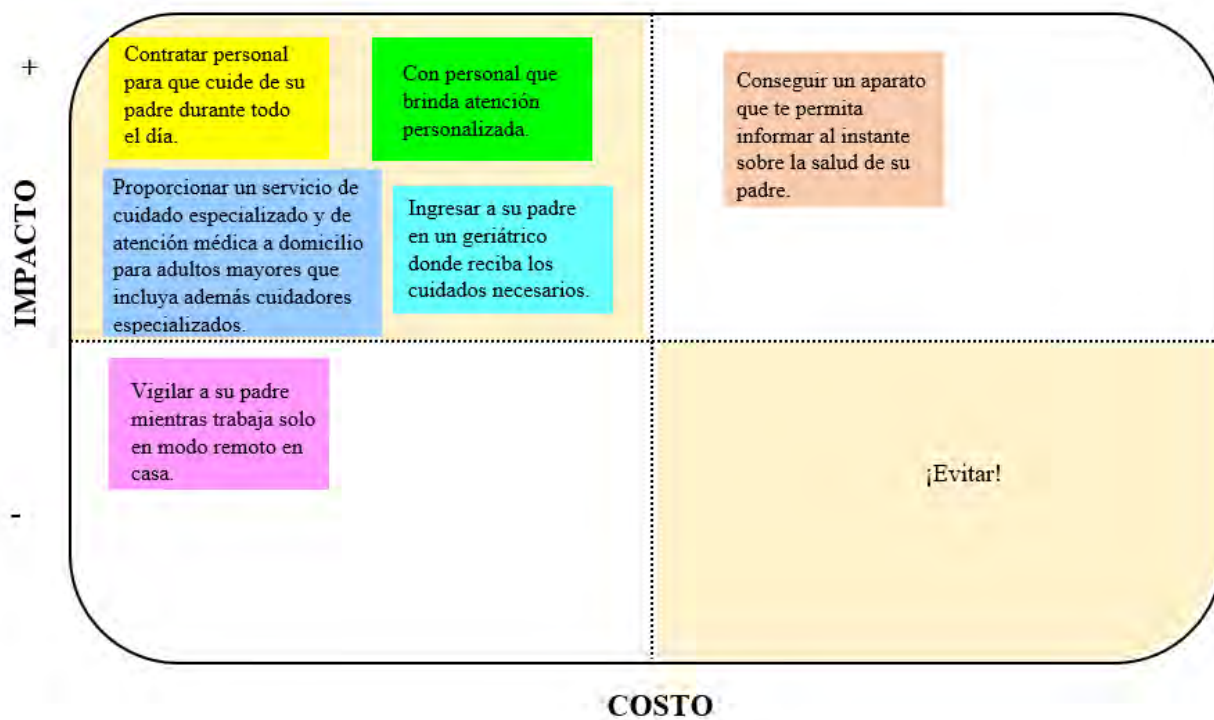 +
IMPACTO
-
Contratar personal
para que cuide de su
padre durante todo
el día.
Con personal que
brinda atención
personalizada.
Conseguir un aparato
que te permita
informar al instante
sobre la salud de su
padre.
Proporcionar un servicio de
cuidado especializado y de
atención médica a domicilio
para adultos mayores que
incluya además cuidadores
especializados.
Ingresar a su padre
en un geriátrico
donde reciba los
cuidados necesarios.
Vigilar a su padre
mientras trabaja solo
en modo remoto en
casa.
¡Evitar!
COSTO